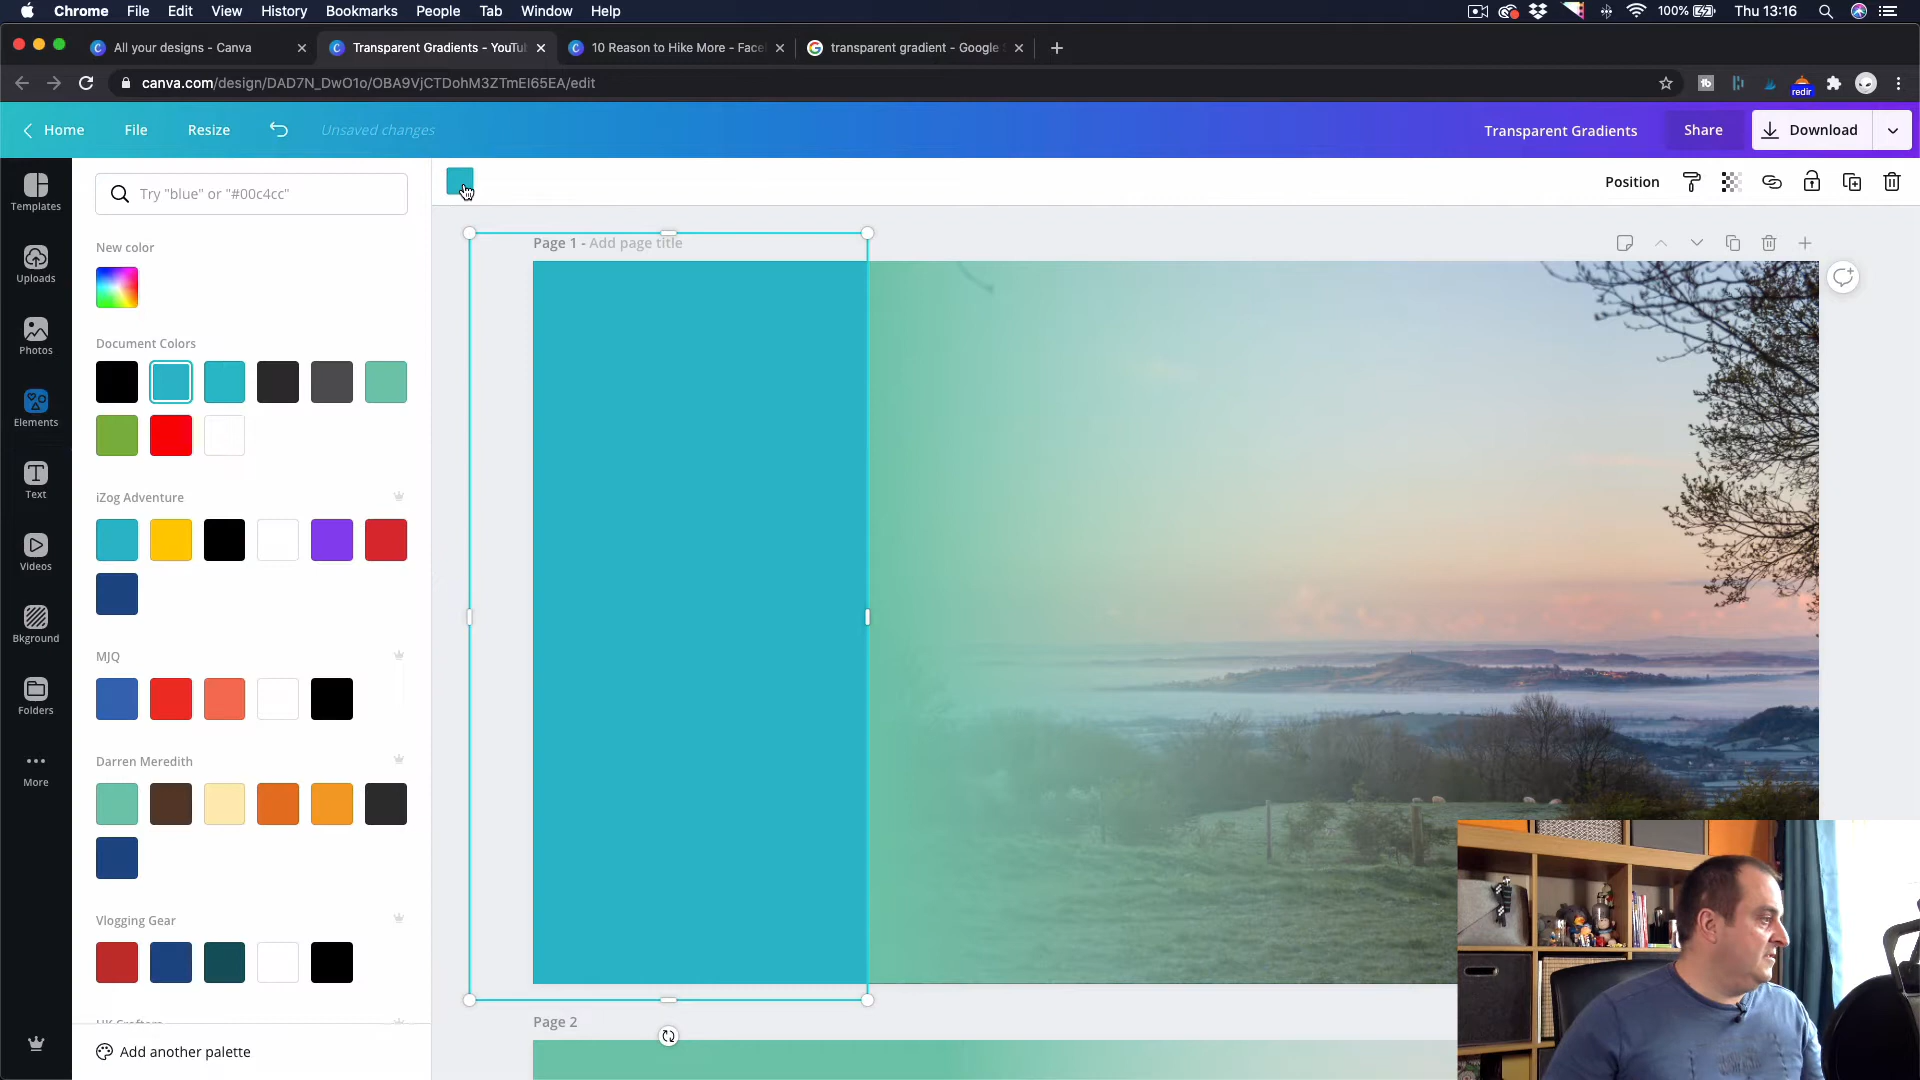 Chrome File Edit View History Bookmarks People Tab Window Help
100% Thu 13:16
All your designs - Canva
Transparent Gradients - YouTu
10 Reason to Hike More - Face
transparent gradient - Google
canva.com/design/DAD7N_DwO1o/OBA9VjCTDohM3ZTmEl65EA/edit
redir
Home File Resize Unsaved changes Transparent Gradients Share Download
Templates
Uploads
Photos
Elements
Text
Videos
Bkground
Folders
More
Try "blue" or "#00c4cc"
New color
Document Colors
iZog Adventure
MJQ
Darren Meredith
Vlogging Gear
Add another palette
Position
Page 1 - Add page title
Page 2